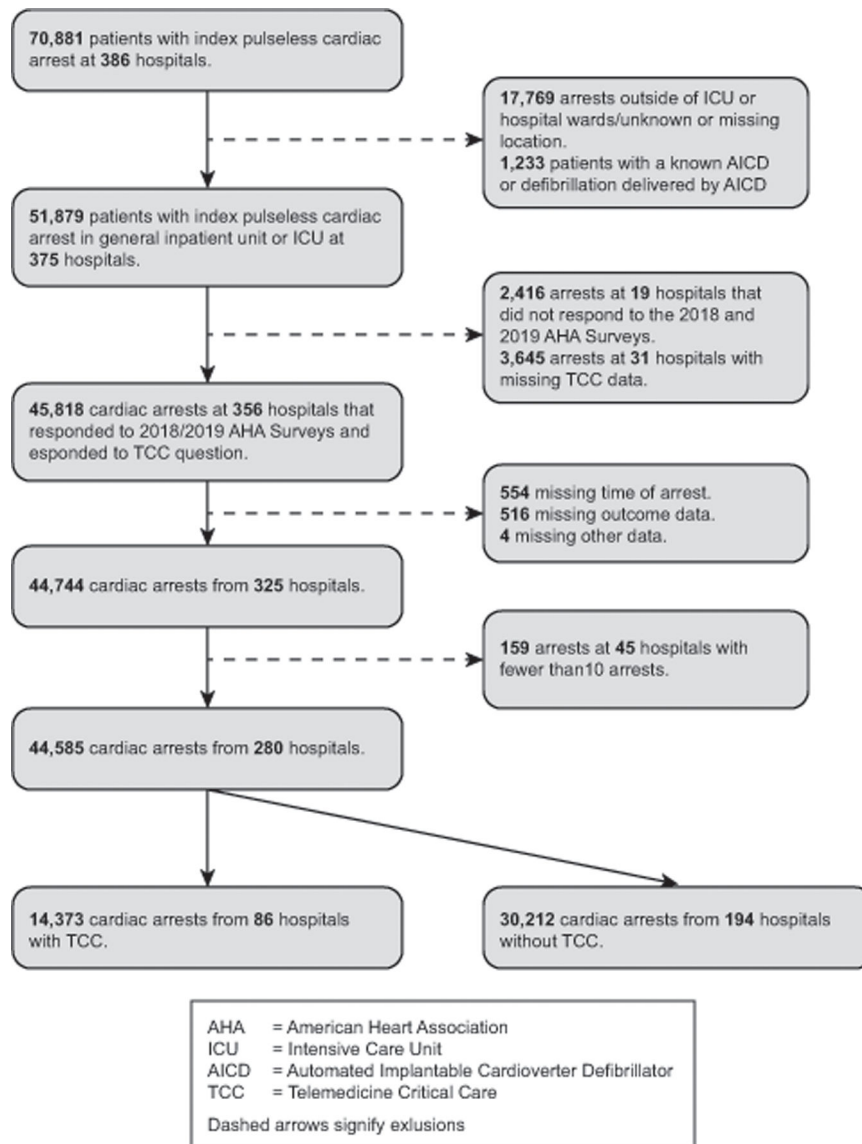 70,881 patients with index pulseless cardiac
arrest at 386 hospitals.
17,769 arrests outside of ICU or
hospital wards/unknown or missing
location.
1,233 patients with a known AICD
or defibrillation delivered by AICD
51,879 patients with index pulseless cardiac
arrest in general inpatient unit or ICU at
375 hospitals.
2,416 arrests at 19 hospitals that
did not respond to the 2018 and
2019 AHA Surveys.
3,645 arrests at 31 hospitals with
missing TCC data.
45,818 cardiac arrests at 356 hospitals that
responded to 2018/2019 AHA Surveys and
esponded to TCC question.
554 missing time of arrest.
516 missing outcome data.
4 missing other data.
44,744 cardiac arrests from 325 hospitals.
159 arrests at 45 hospitals with
fewer than10 arrests.
44,585 cardiac arrests from 280 hospitals.
14,373 cardiac arrests from 86 hospitals
with TCC.
30,212 cardiac arrests from 194 hospitals
without TCC.
AHA = American Heart Association
ICU = Intensive Care Unit
AICD = Automated Implantable Cardioverter Defibrillator
TCC = Telemedicine Critical Care
Dashed arrows signify exlusions